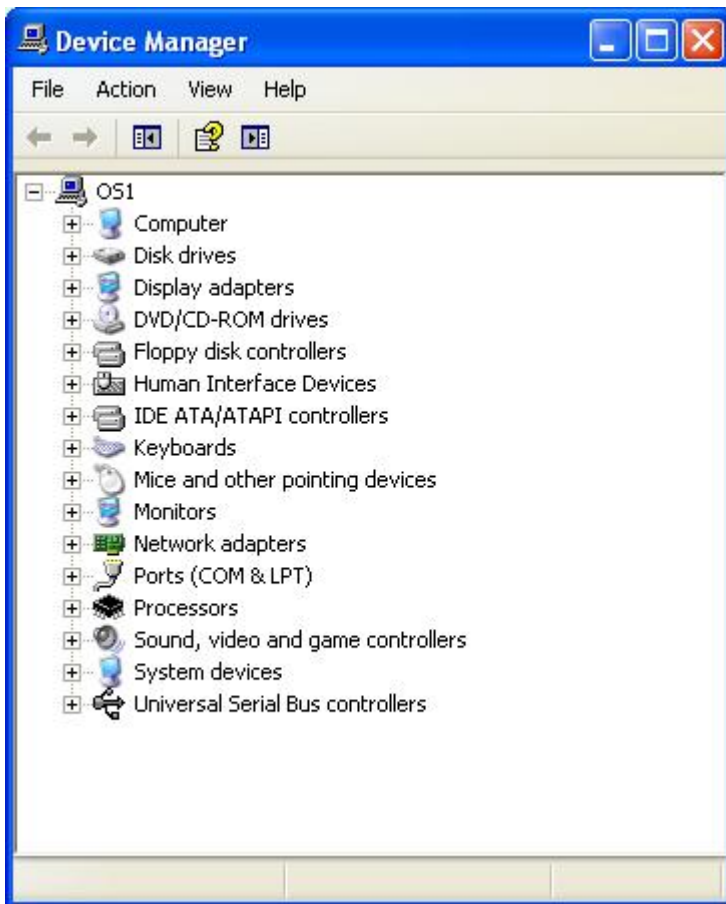 Device Manager
File Action View Help
OS1
Computer
Disk drives
Display adapters
DVD/CD-ROM drives
Floppy disk controllers
Human Interface Devices
IDE ATA/ATAPI controllers
Keyboards
Mice and other pointing devices
Monitors
Network adapters
Ports (COM & LPT)
Processors
Sound, video and game controllers
System devices
Universal Serial Bus controllers